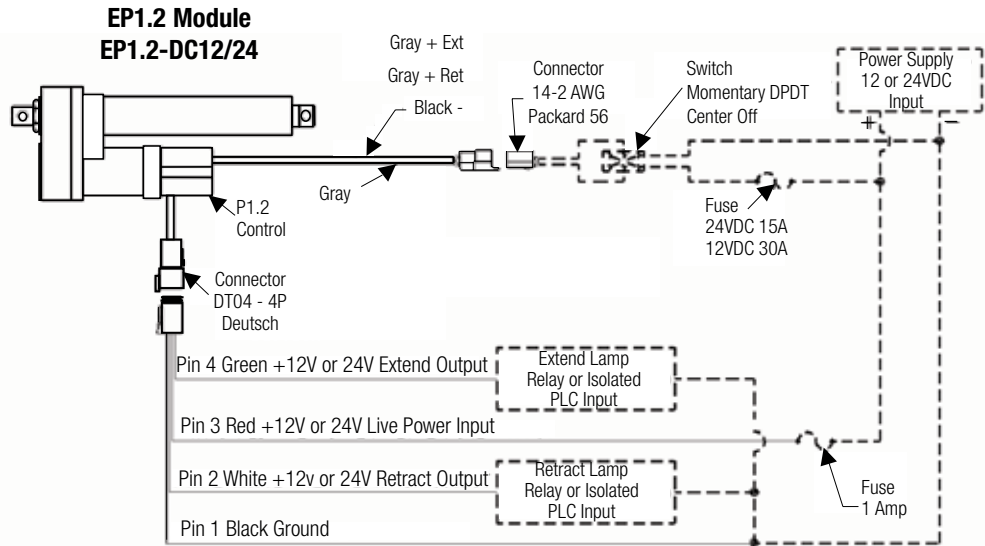 EP1.2 Module
EP1.2-DC12/24
Gray + Ext
Gray + Ret
Black -
Gray
Connector
14-2 AWG
Packard 56
Switch
Momentary DPDT
Center Off
Power Supply
12 or 24VDC
Input
+
-
Fuse
24VDC 15A
12VDC 30A
P1.2
Control
Connector
DT04 - 4P
Deutsch
Pin 4 Green +12V or 24V Extend Output
Extend Lamp
Relay or Isolated
PLC Input
Pin 3 Red +12V or 24V Live Power Input
Pin 2 White +12v or 24V Retract Output
Retract Lamp
Relay or Isolated
PLC Input
Fuse
1 Amp
Pin 1 Black Ground